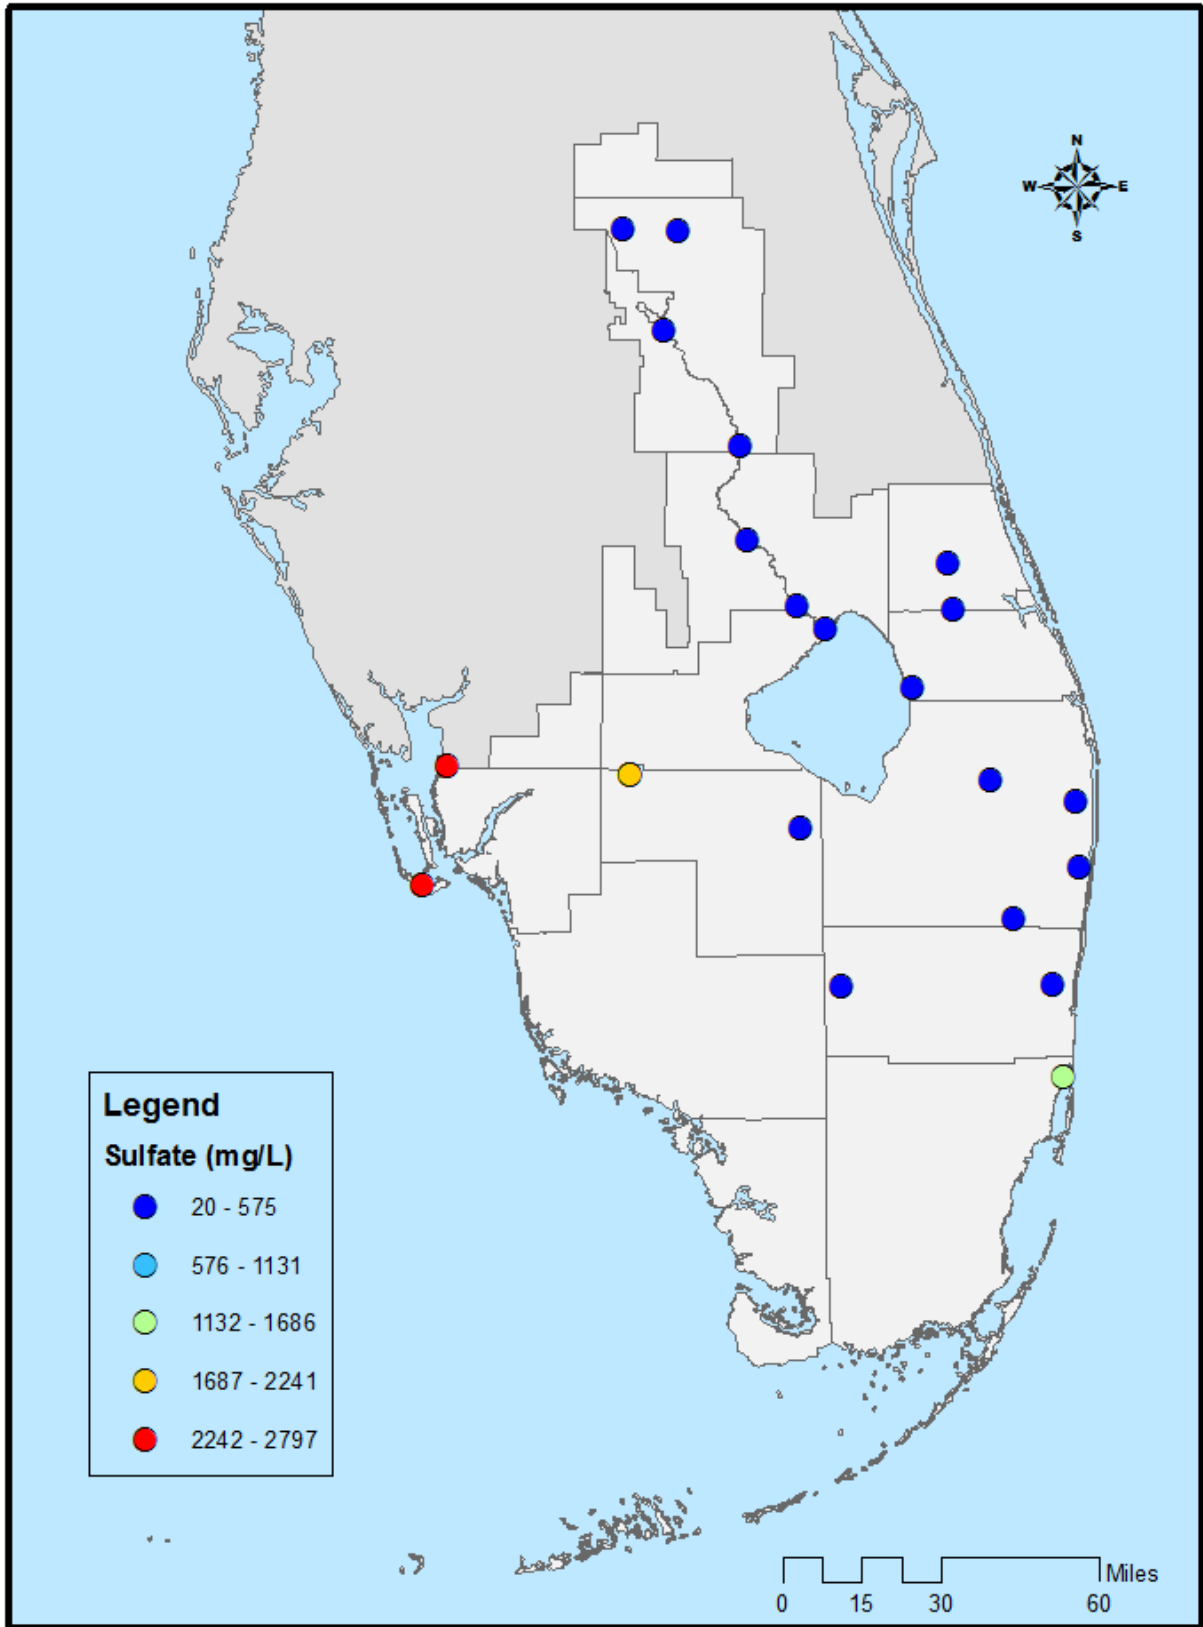 N
W E
S
Legend
Sulfate (mg/L)
20 - 575
576 - 1131
1132 - 1686
1687 - 2241
2242 - 2797
Miles
0 15 30 60